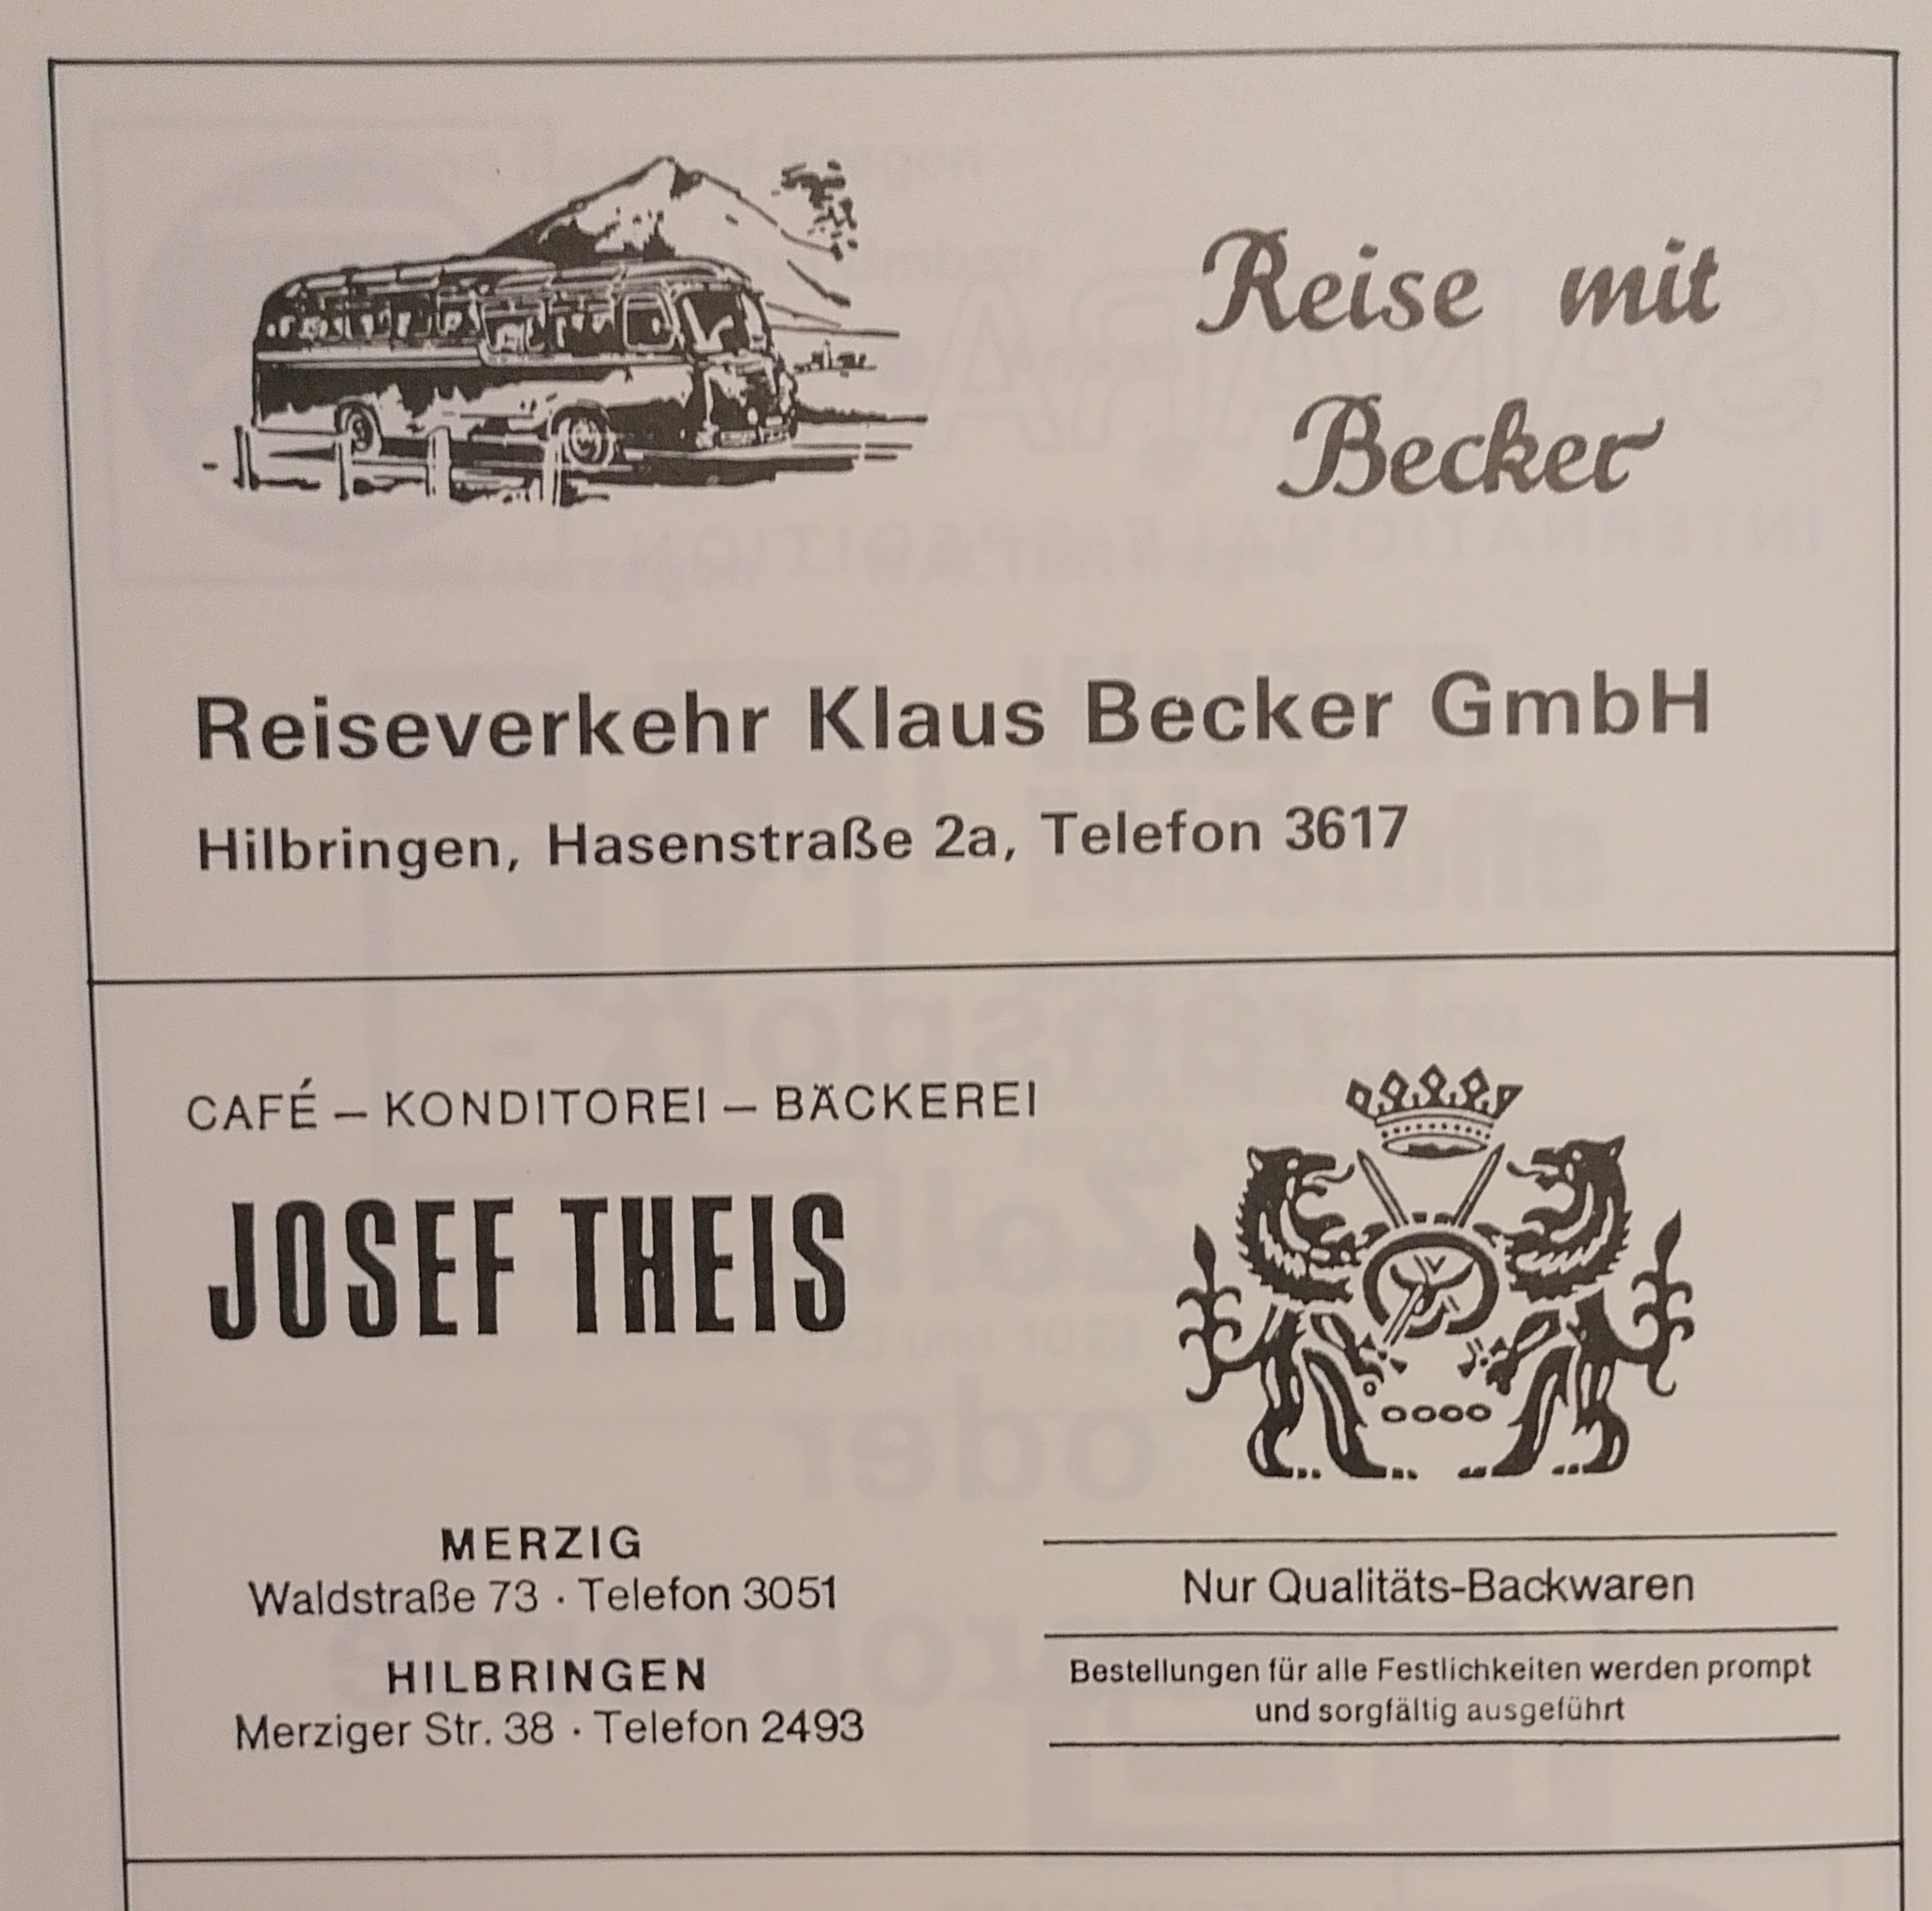 Reise mit
Becker
Reiseverkehr Klaus Becker GmbH
Hilbringen, Hasenstraße 2a, Telefon 3617
CAFÉ – KONDITOREI – BÄCKEREI
JOSEF THEIS
MERZIG
Waldstraße 73 · Telefon 3051
HILBRINGEN
Merziger Str. 38 · Telefon 2493
Nur Qualitäts-Backwaren
Bestellungen für alle Festlichkeiten werden prompt
und sorgfältig ausgeführt